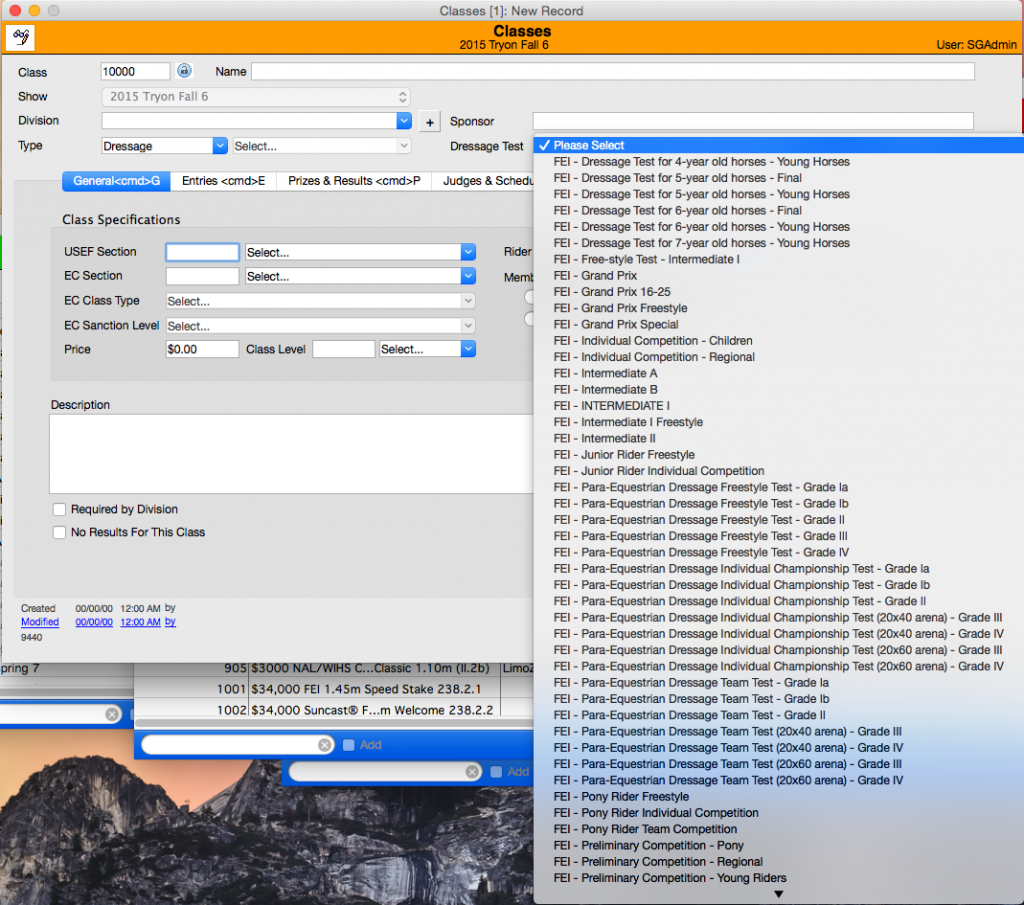 Classes [1]: New Record
Classes
2015 Tryon Fall 6
User: SGAdmin
Class 10000 Name
Show 2015 Tryon Fall 6
Division + Sponsor
Type Dressage Select... Dressage Test
General<cmd>G Entries <cmd>E Prizes & Results <cmd>P Judges & Schedu
Class Specifications
USEF Section Select... Rider
EC Section Select... Memb
EC Class Type Select...
EC Sanction Level Select...
Price $0.00 Class Level Select...
Description
Required by Division
No Results For This Class
Created 00/00/00 12:00 AM by
Modified 00/00/00 12:00 AM by
9440
pring 7
905 $3000 NAL/WIHS C...Classic 1.10m (II.2b) Limo
1001 $34,000 FEI 1.45m Speed Stake 238.2.1
1002 $34,000 Suncast® F...m Welcome 238.2.2
Add
Add
✓ Please Select
FEI - Dressage Test for 4-year old horses - Young Horses
FEI - Dressage Test for 5-year old horses - Final
FEI - Dressage Test for 5-year old horses - Young Horses
FEI - Dressage Test for 6-year old horses - Final
FEI - Dressage Test for 6-year old horses - Young Horses
FEI - Dressage Test for 7-year old horses - Young Horses
FEI - Free-style Test - Intermediate I
FEI - Grand Prix
FEI - Grand Prix 16-25
FEI - Grand Prix Freestyle
FEI - Grand Prix Special
FEI - Individual Competition - Children
FEI - Individual Competition - Regional
FEI - Intermediate A
FEI - Intermediate B
FEI - INTERMEDIATE I
FEI - Intermediate I Freestyle
FEI - Intermediate II
FEI - Junior Rider Freestyle
FEI - Junior Rider Individual Competition
FEI - Para-Equestrian Dressage Freestyle Test - Grade Ia
FEI - Para-Equestrian Dressage Freestyle Test - Grade Ib
FEI - Para-Equestrian Dressage Freestyle Test - Grade II
FEI - Para-Equestrian Dressage Freestyle Test - Grade III
FEI - Para-Equestrian Dressage Freestyle Test - Grade IV
FEI - Para-Equestrian Dressage Individual Championship Test - Grade Ia
FEI - Para-Equestrian Dressage Individual Championship Test - Grade Ib
FEI - Para-Equestrian Dressage Individual Championship Test - Grade II
FEI - Para-Equestrian Dressage Individual Championship Test (20x40 arena) - Grade III
FEI - Para-Equestrian Dressage Individual Championship Test (20x40 arena) - Grade IV
FEI - Para-Equestrian Dressage Individual Championship Test (20x60 arena) - Grade III
FEI - Para-Equestrian Dressage Individual Championship Test (20x60 arena) - Grade IV
FEI - Para-Equestrian Dressage Team Test - Grade Ia
FEI - Para-Equestrian Dressage Team Test - Grade Ib
FEI - Para-Equestrian Dressage Team Test - Grade II
FEI - Para-Equestrian Dressage Team Test (20x40 arena) - Grade III
FEI - Para-Equestrian Dressage Team Test (20x40 arena) - Grade IV
FEI - Para-Equestrian Dressage Team Test (20x60 arena) - Grade III
FEI - Para-Equestrian Dressage Team Test (20x60 arena) - Grade IV
FEI - Pony Rider Freestyle
FEI - Pony Rider Individual Competition
FEI - Pony Rider Team Competition
FEI - Preliminary Competition - Pony
FEI - Preliminary Competition - Regional
FEI - Preliminary Competition - Young Riders